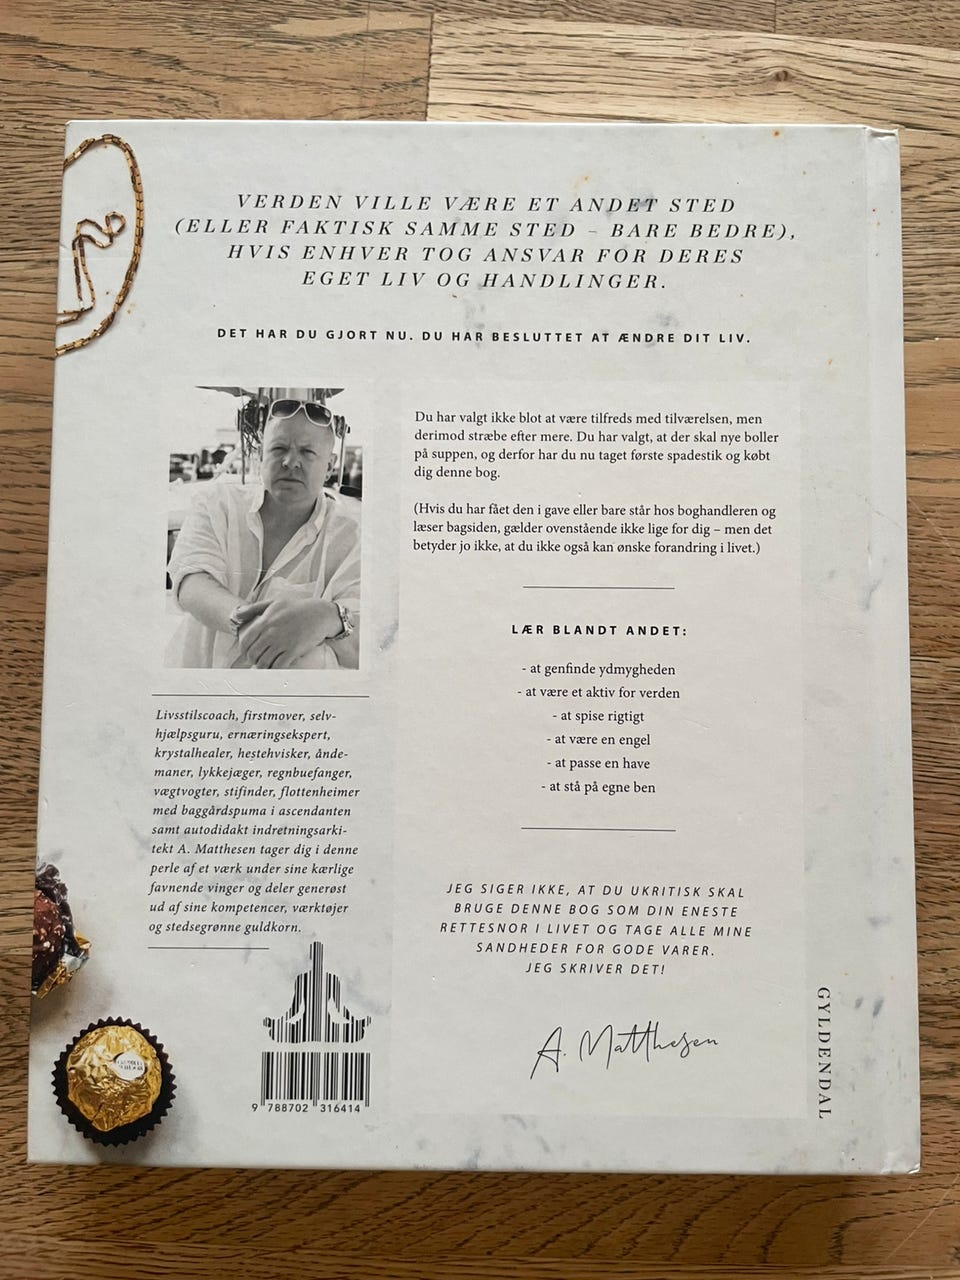 VERDEN VILLE VÆRE ET ANDET STED
(ELLER FAKTISK SAMME STED – BARE BEDRE),
HVIS ENHVER TOG ANSVAR FOR DERES
EGET LIV OG HANDLINGER.
DET HAR DU GJORT NU. DU HAR BESLUTTET AT ÆNDRE DIT LIV.
Du har valgt ikke blot at være tilfreds med tilværelsen, men
derimod stræbe efter mere. Du har valgt, at der skal nye boller
på suppen, og derfor har du nu taget første spadestik og købt
dig denne bog.
(Hvis du har fået den i gave eller bare står hos boghandleren og
læser bagsiden, gælder ovenstående ikke lige for dig – men det
betyder jo ikke, at du ikke også kan ønske forandring i livet.)
LÆR BLANDT ANDET:
- at genfinde ydmygheden
- at være et aktiv for verden
- at spise rigtigt
- at være en engel
- at passe en have
- at stå på egne ben
Livsstilscoach, firstmover, selv-
hjælpsguru, ernæringsekspert,
krystalhealer, hestehvisker, ånde-
maner, lykkejæger, regnbuefanger,
vægtvogter, stifinder, flottenheimer
med baggårdspuma i ascendanten
samt autodidakt indretningsarki-
tekt A. Matthesen tager dig i denne
perle af et værk under sine kærlige
favnende vinger og deler generøst
ud af sine kompetencer, værktøjer
og stedsegrønne guldkorn.
JEG SIGER IKKE, AT DU UKRITISK SKAL
BRUGE DENNE BOG SOM DIN ENESTE
RETTESNOR I LIVET OG TAGE ALLE MINE
SANDHEDER FOR GODE VARER.
JEG SKRIVER DET!
A. Matthesen
9 788702 316414
GYLDENDAL